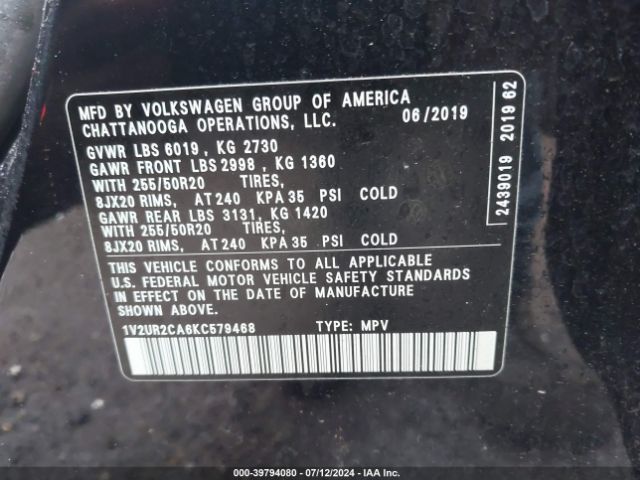 MFD BY VOLKSWAGEN GROUP OF AMERICA
CHATTANOOGA OPERATIONS, LLC. 06/2019
GVWR LBS 6019 , KG 2730
GAWR FRONT LBS 2998 , KG 1360
WITH 255/50R20 TIRES,
8JX20 RIMS, AT 240 KPA 35 PSI COLD
GAWR REAR LBS 3131, KG 1420
WITH 255/50R20 TIRES,
8JX20 RIMS, AT 240 KPA 35 PSI COLD
THIS VEHICLE CONFORMS TO ALL APPLICABLE
U.S. FEDERAL MOTOR VEHICLE SAFETY STANDARDS
IN EFFECT ON THE DATE OF MANUFACTURE
SHOWN ABOVE.
1V2UR2CA6KC579468 TYPE: MPV
2439019 2019 62
000-39794080 - 07/12/2024 - IAA Inc.